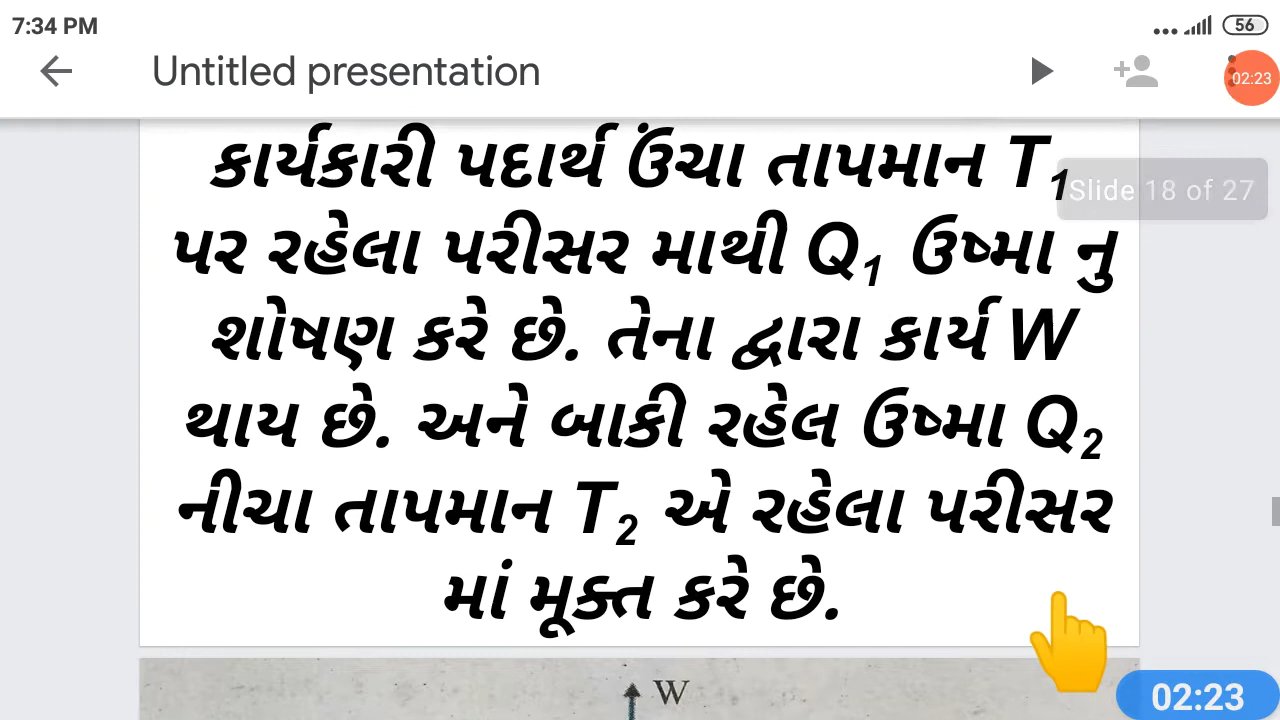 7:34 PM
56
Untitled presentation
02:23
Slide 18 of 27
કાર્યકારી પદાર્થ ઉંચા તાપમાન T₁
પર રહેલા પરીસર માથી Q₁ ઉષ્મા નુ
શોષણ કરે છે. તેના દ્વારા કાર્ય W
થાય છે. અને બાકી રહેલ ઉષ્મા Q₂
નીચા તાપમાન T₂ એ રહેલા પરીસર
માં મૂક્ત કરે છે.
W
02:23